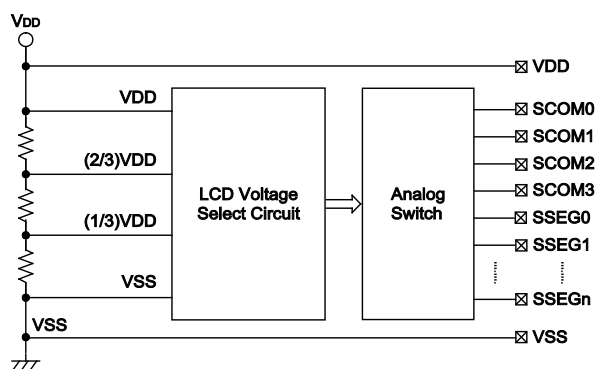 VDD
VDD
VDD
(2/3)VDD
(1/3)VDD
VSS
VSS
LCD Voltage
Select Circuit
Analog
Switch
SCOM0
SCOM1
SCOM2
SCOM3
SSEG0
SSEG1
SSEGn
VSS